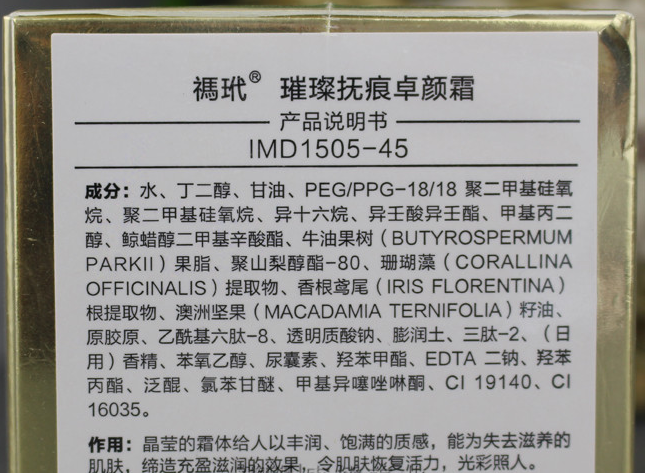 禡玳® 璀璨抚痕卓颜霜
产品说明书
IMD1505-45
成分：水、丁二醇、甘油、PEG/PPG-18/18 聚二甲基硅氧
烷、聚二甲基硅氧烷、异十六烷、异壬酸异壬酯、甲基丙二
醇、鲸蜡醇二甲基辛酸酯、牛油果树（BUTYROSPERMUM
PARKII）果脂、聚山梨醇酯-80、珊瑚藻（CORALLINA
OFFICINALIS）提取物、香根鸢尾（IRIS FLORENTINA）
根提取物、澳洲坚果（MACADAMIA TERNIFOLIA）籽油、
原胶原、乙酰基六肽-8、透明质酸钠、膨润土、三肽-2、（日
用）香精、苯氧乙醇、尿囊素、羟苯甲酯、EDTA 二钠、羟苯
丙酯、泛醌、氯苯甘醚、甲基异噻唑啉酮、CI 19140、CI
16035。
作用：晶莹的霜体给人以丰润、饱满的质感，能为失去滋养的
肌肤，缔造充盈滋润的效果，令肌肤恢复活力，光彩照人。